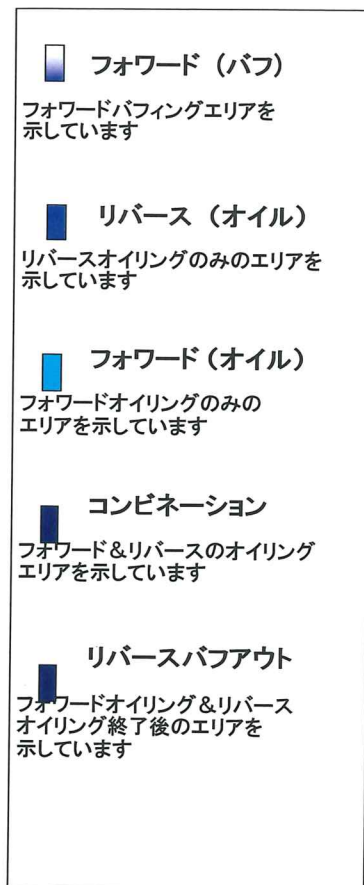 フォワード（バフ）
フォワードバフィングエリアを
示しています
リバース（オイル）
リバースオイリングのみのエリアを
示しています
フォワード（オイル）
フォワードオイリングのみの
エリアを示しています
コンビネーション
フォワード＆リバースのオイリング
エリアを示しています
リバースバフアウト
フォワードオイリング＆リバース
オイリング終了後のエリアを
示しています